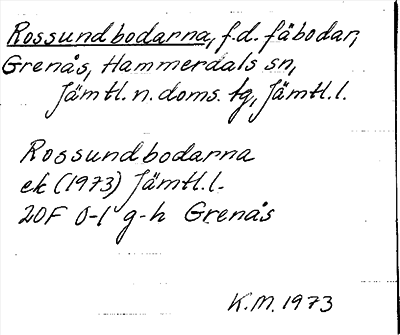 Rossundbodarna, f.d. fäbodar,
Grenås, Hammerdals sn,
Jämtl. n. doms. tg, Jämtl. l.
Rossundbodarna
ek (1973) Jämtl. l.
20F 0-1 g-h Grenås
K.M. 1973